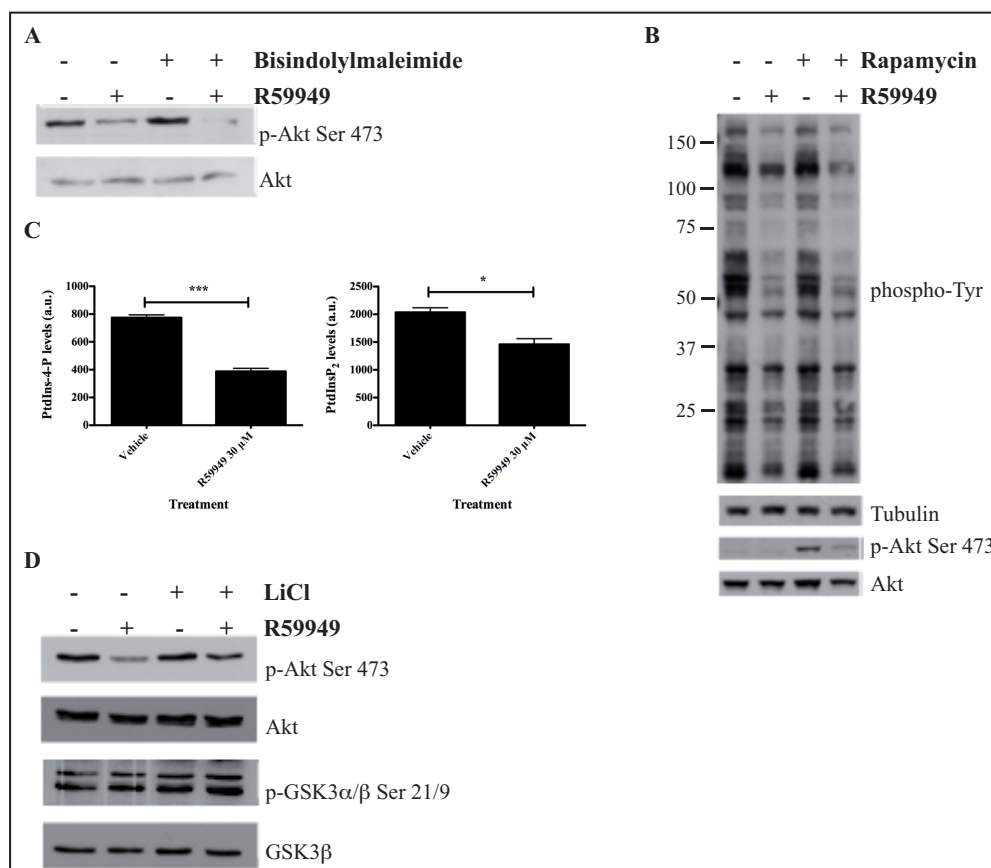 A
- - + + Bisindolylmaleimide
- + - + R59949
p-Akt Ser 473
Akt
B
- - + + Rapamycin
- + - + R59949
150
100
75
50
37
25
phospho-Tyr
Tubulin
p-Akt Ser 473
Akt
C
PtdIns-4-P levels (a.u.)
1000
800
600
400
200
0
***
Vehicle
R59949 30 µM
Treatment
PtdInsP₂ levels (a.u.)
2500
2000
1500
1000
500
0
*
Vehicle
R59949 30 µM
Treatment
D
- - + + LiCl
- + - + R59949
p-Akt Ser 473
Akt
p-GSK3α/β Ser 21/9
GSK3β